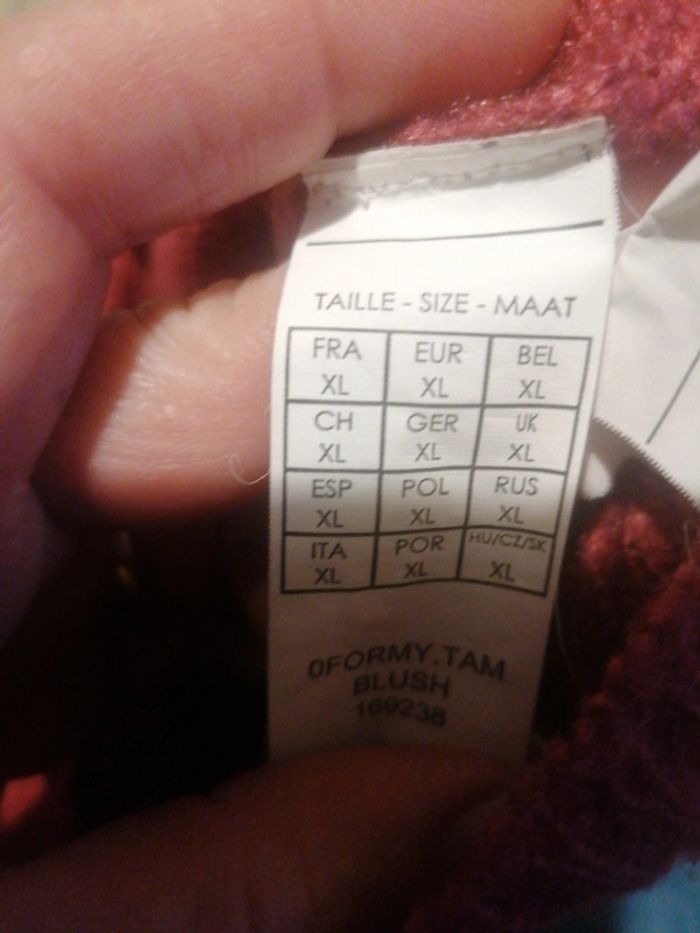 TAILLE - SIZE - MAAT
FRA EUR BEL
XL XL XL
CH GER UK
XL XL XL
ESP POL RUS
XL XL XL
ITA POR HU/CZ/SK
XL XL XL
0FORMY.TAM
BLUSH
169238